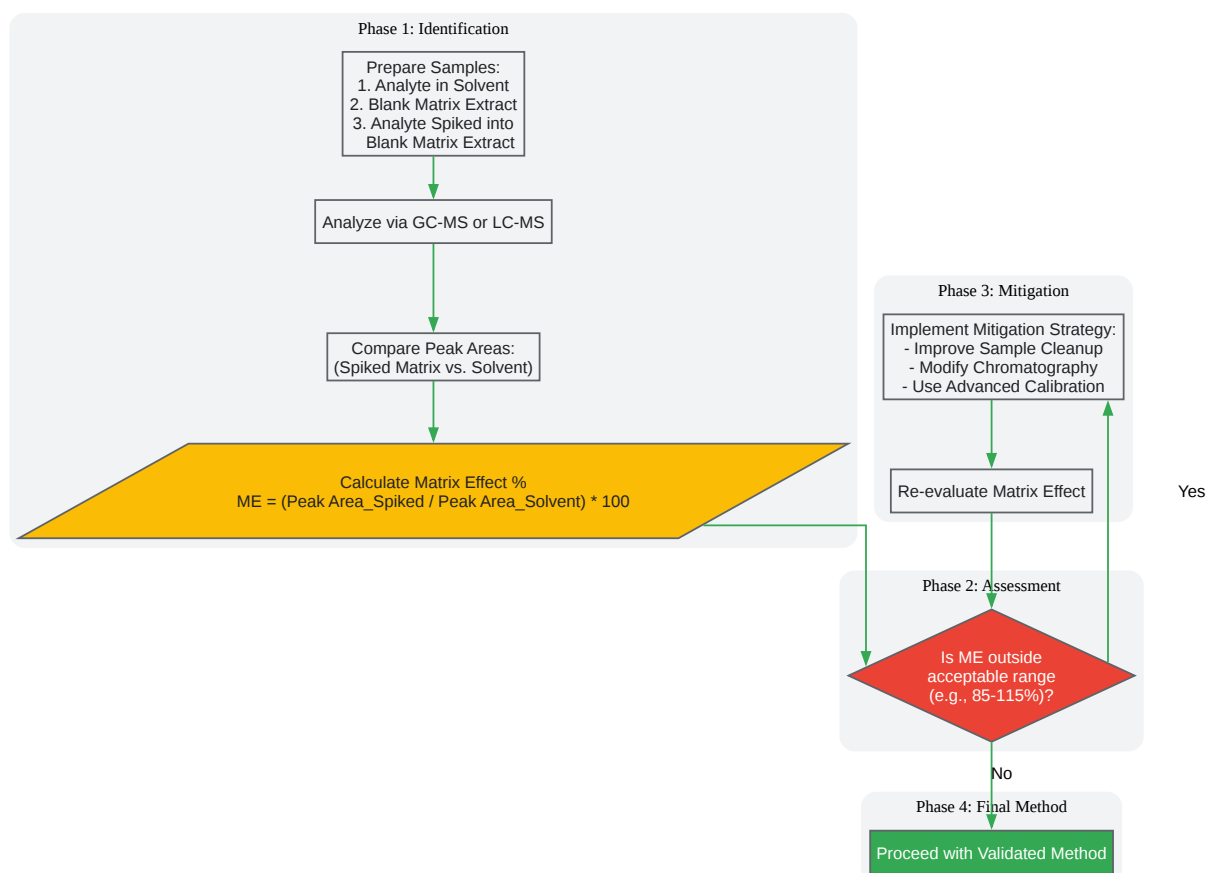 Phase 1: Identification
Prepare Samples:
1. Analyte in Solvent
2. Blank Matrix Extract
3. Analyte Spiked into
Blank Matrix Extract
Analyze via GC-MS or LC-MS
Compare Peak Areas:
(Spiked Matrix vs. Solvent)
Calculate Matrix Effect %
ME = (Peak Area_Spiked / Peak Area_Solvent) * 100
Phase 3: Mitigation
Implement Mitigation Strategy:
- Improve Sample Cleanup
- Modify Chromatography
- Use Advanced Calibration
Re-evaluate Matrix Effect
Yes
Phase 2: Assessment
Is ME outside
acceptable range
(e.g., 85-115%)?
No
Phase 4: Final Method
Proceed with Validated Method